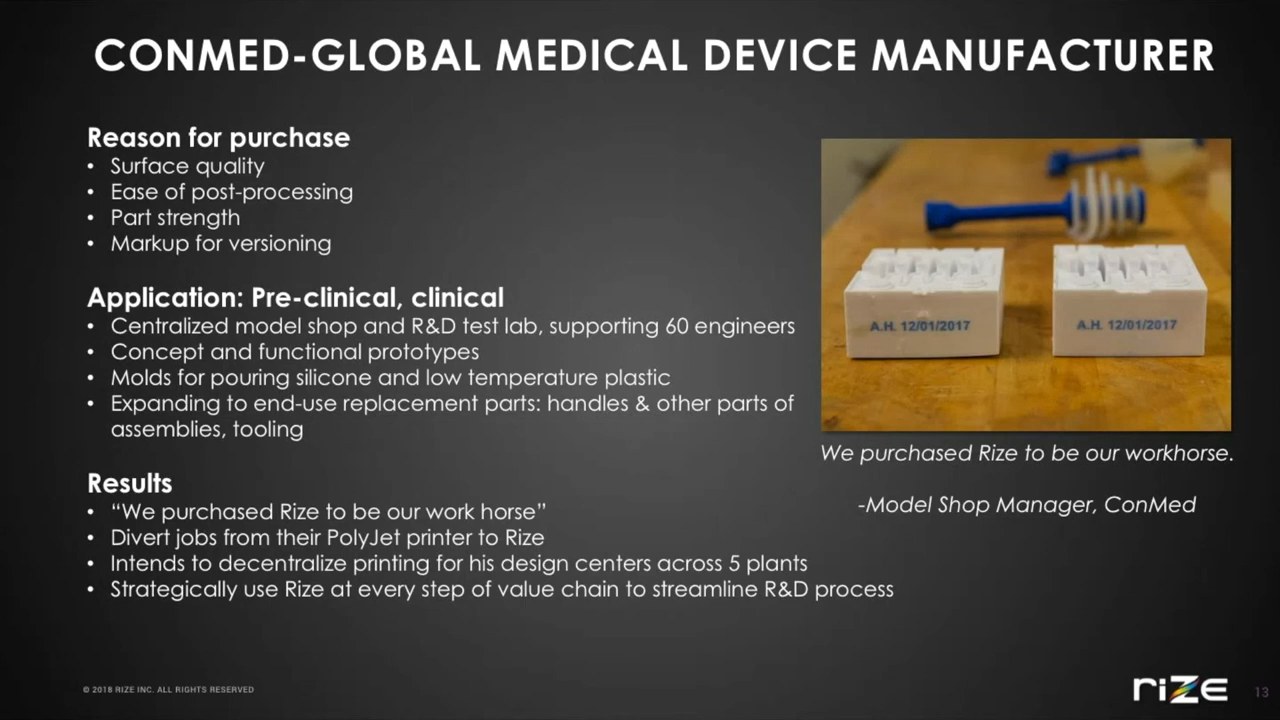 CONMED-GLOBAL MEDICAL DEVICE MANUFACTURER
Reason for purchase
• Surface quality
• Ease of post-processing
• Part strength
• Markup for versioning
Application: Pre-clinical, clinical
• Centralized model shop and R&D test lab, supporting 60 engineers
• Concept and functional prototypes
• Molds for pouring silicone and low temperature plastic
• Expanding to end-use replacement parts: handles & other parts of
assemblies, tooling
Results
• “We purchased Rize to be our work horse”
• Divert jobs from their PolyJet printer to Rize
• Intends to decentralize printing for his design centers across 5 plants
• Strategically use Rize at every step of value chain to streamline R&D process
A.H. 12/01/2017
A.H. 12/01/2017
We purchased Rize to be our workhorse.
-Model Shop Manager, ConMed
© 2018 RIZE INC. ALL RIGHTS RESERVED
rize
13